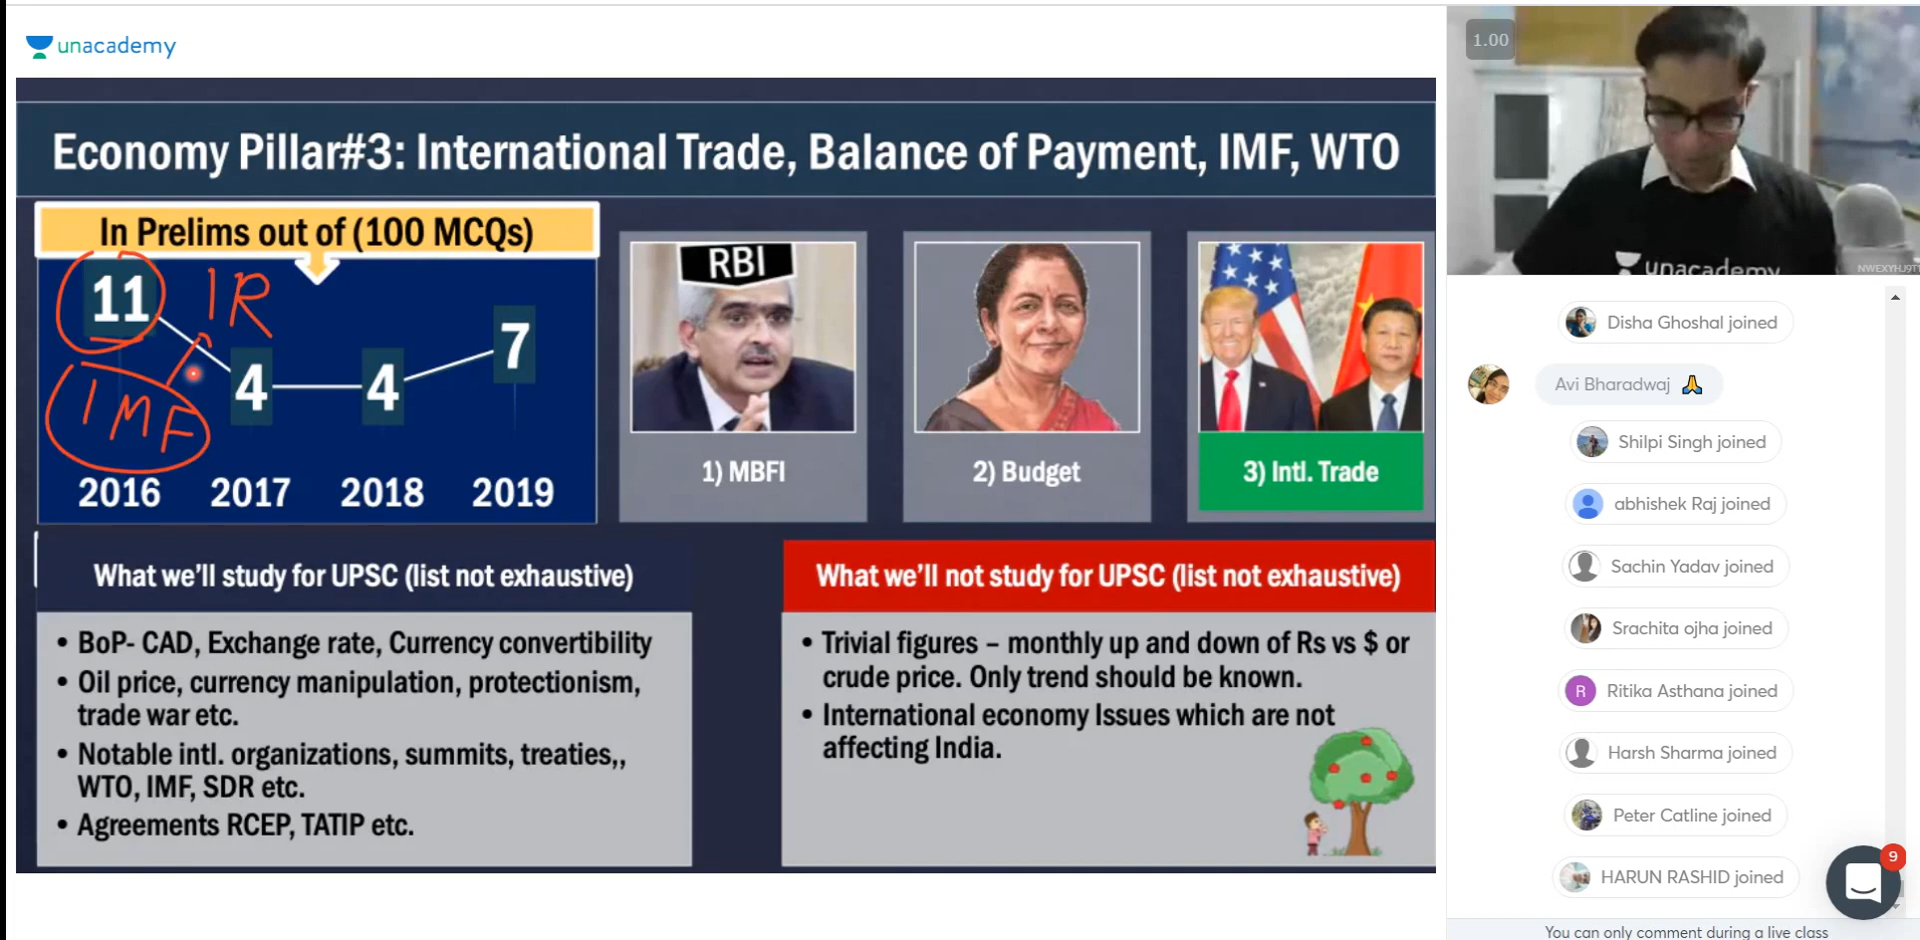 unacademy
Economy Pillar#3: International Trade, Balance of Payment, IMF, WTO
In Prelims out of (100 MCQs)
11
IR
4
4
7
IMF
2016
2017
2018
2019
RBI
1) MBFI
2) Budget
3) Intl. Trade
What we'll study for UPSC (list not exhaustive)
• BoP- CAD, Exchange rate, Currency convertibility
• Oil price, currency manipulation, protectionism,
trade war etc.
• Notable intl. organizations, summits, treaties,,
WTO, IMF, SDR etc.
• Agreements RCEP, TATIP etc.
What we'll not study for UPSC (list not exhaustive)
• Trivial figures – monthly up and down of Rs vs $ or
crude price. Only trend should be known.
• International economy Issues which are not
affecting India.
1.00
unacademy
Disha Ghoshal joined
Avi Bharadwaj 🙏
Shilpi Singh joined
abhishek Raj joined
Sachin Yadav joined
Srachita ojha joined
R
Ritika Asthana joined
Harsh Sharma joined
Peter Catline joined
HARUN RASHID joined
9
You can only comment during a live class